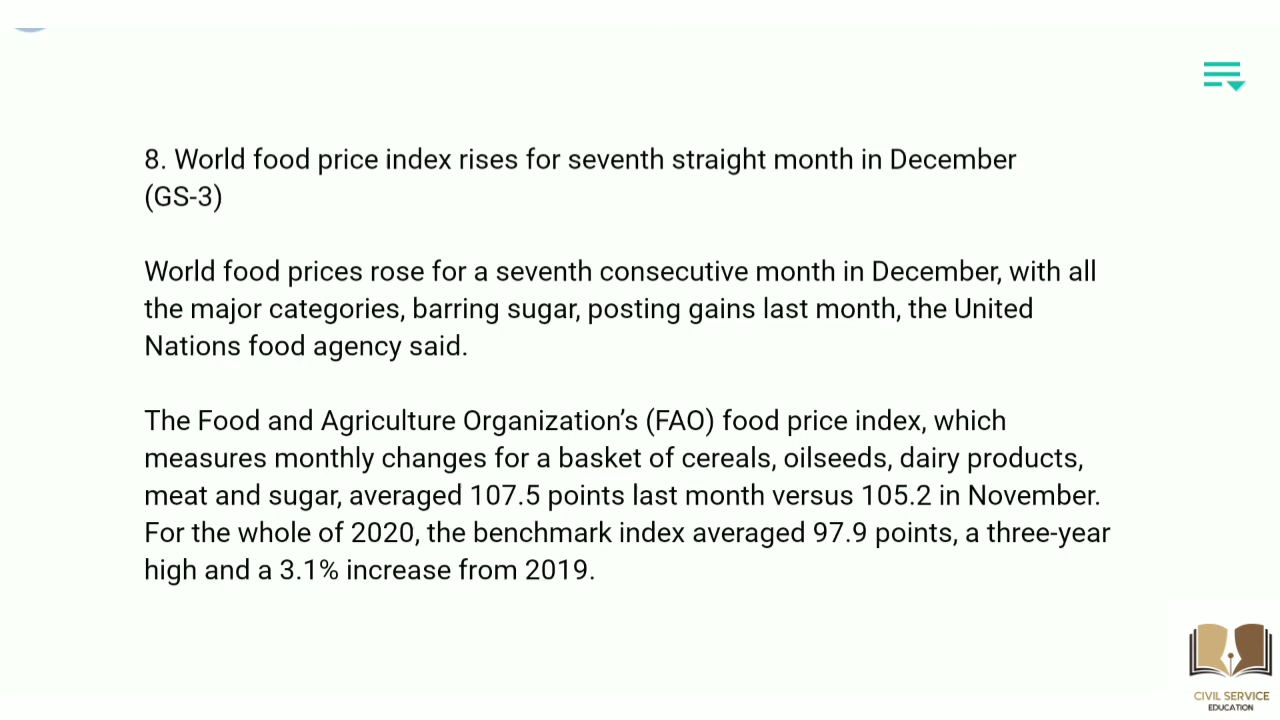 8. World food price index rises for seventh straight month in December
(GS-3)
World food prices rose for a seventh consecutive month in December, with all
the major categories, barring sugar, posting gains last month, the United
Nations food agency said.
The Food and Agriculture Organization’s (FAO) food price index, which
measures monthly changes for a basket of cereals, oilseeds, dairy products,
meat and sugar, averaged 107.5 points last month versus 105.2 in November.
For the whole of 2020, the benchmark index averaged 97.9 points, a three-year
high and a 3.1% increase from 2019.
CIVIL SERVICE
EDUCATION